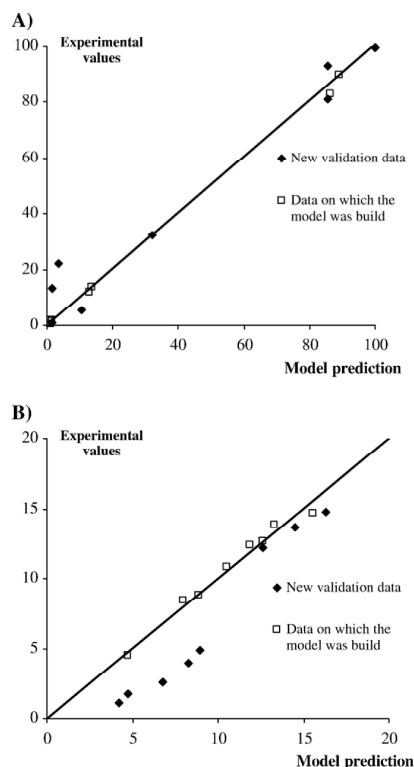 A)
Experimental
values
100
80
60
40
20
0
New validation data
Data on which the
model was build
0 20 40 60 80 100
Model prediction
B)
Experimental
values
20
15
10
5
0
New validation data
Data on which the
model was build
0 5 10 15 20
Model prediction